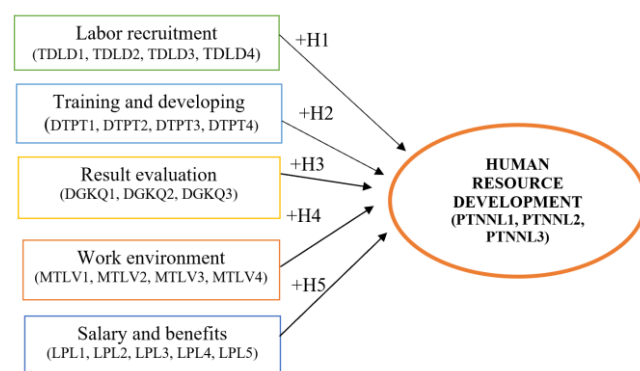 Labor recruitment
(TDLD1, TDLD2, TDLD3, TDLD4)
+H1
Training and developing
(DTPT1, DTPT2, DTPT3, DTPT4)
+H2
Result evaluation
(DGKQ1, DGKQ2, DGKQ3)
+H3
HUMAN
RESOURCE
DEVELOPMENT
(PTNNL1, PTNNL2,
PTNNL3)
+H4
Work environment
(MTLV1, MTLV2, MTLV3, MTLV4)
+H5
Salary and benefits
(LPL1, LPL2, LPL3, LPL4, LPL5)